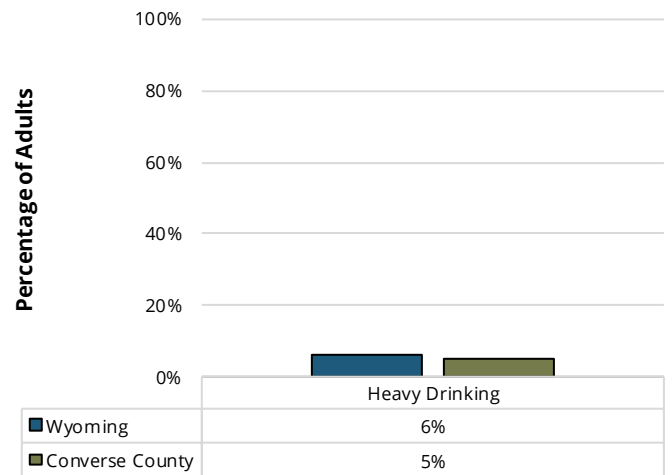 100%
80%
60%
40%
20%
0%
Percentage of Adults
Heavy Drinking
Wyoming 6%
Converse County 5%